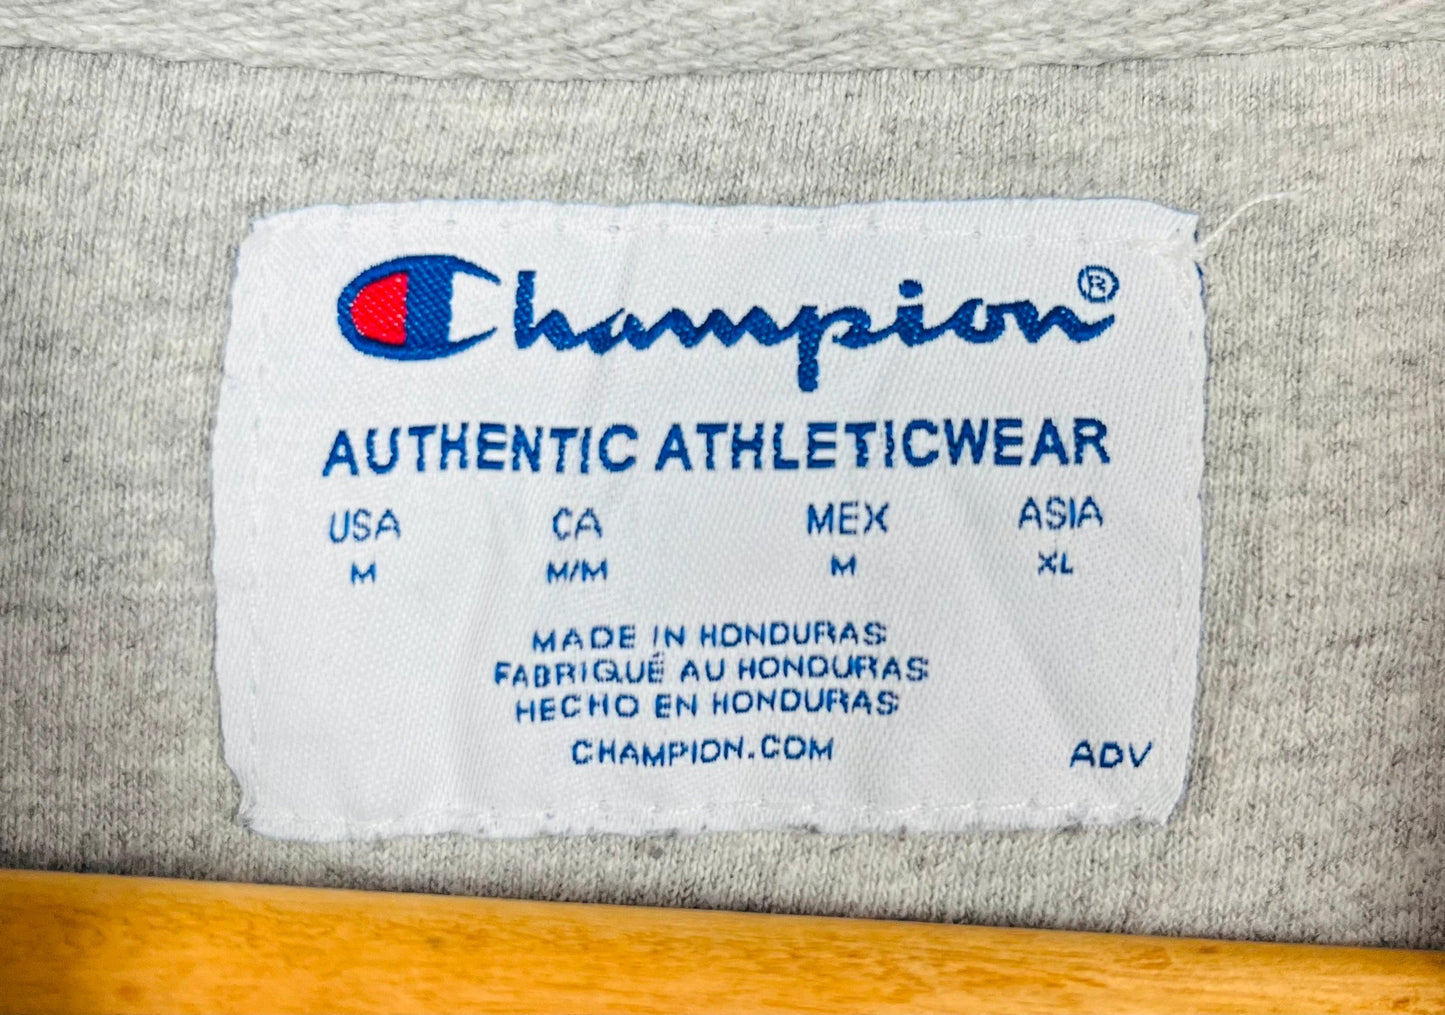 Champion®
AUTHENTIC ATHLETICWEAR
USA CA MEX ASIA
M M/M M XL
MADE IN HONDURAS
FABRIQUÉ AU HONDURAS
HECHO EN HONDURAS
CHAMPION.COM ADV